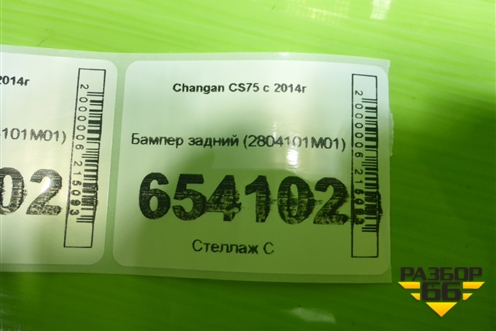 2014г
101M01)
02
2000006215093
Changan CS75 с 2014г
Бампер задний (2804101M01)
654102
Стеллаж С
2000006215093
РАЗБОР
66